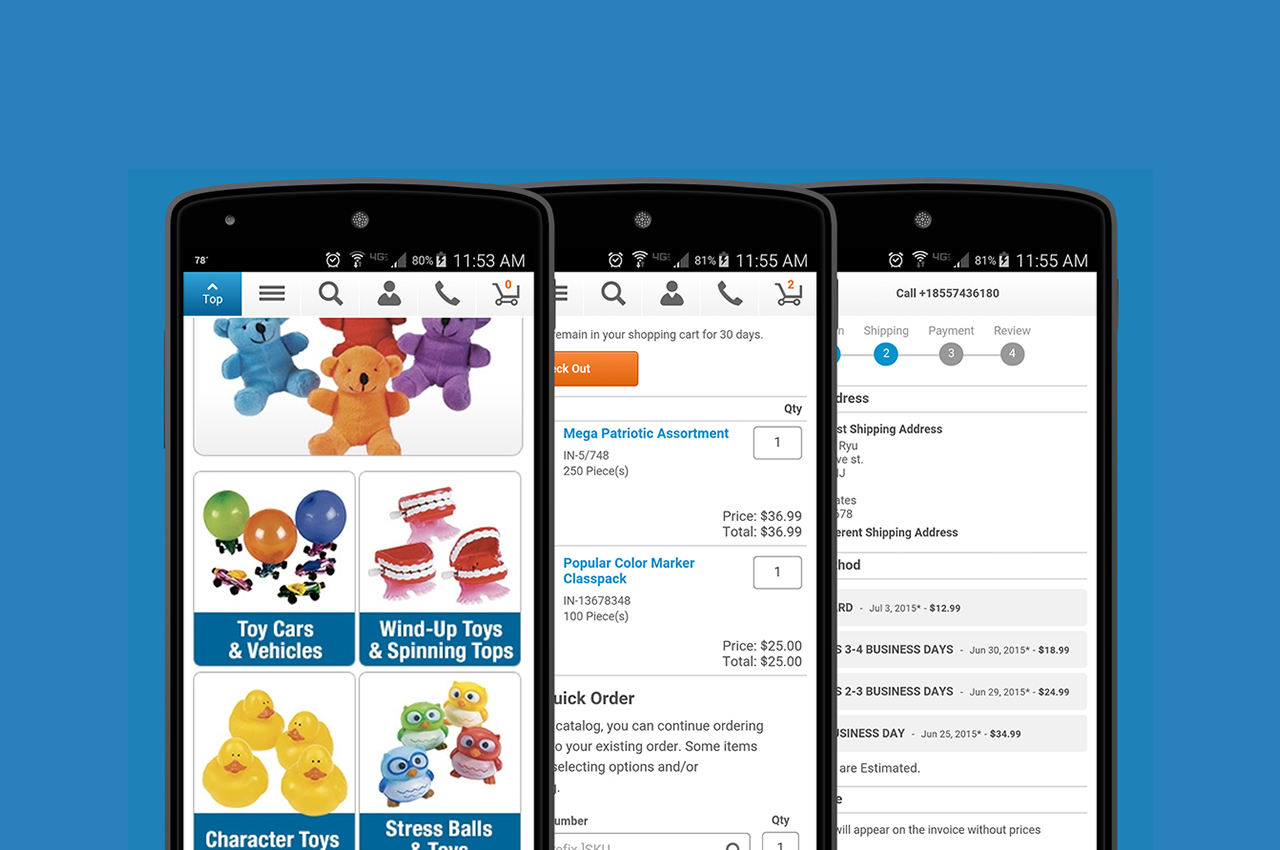 78°
4G
80%
11:53 AM
Top
0
Toy Cars
& Vehicles
Wind-Up Toys
& Spinning Tops
Character Toys
Stress Balls
& Toys
4G
81%
11:55 AM
2
remain in your shopping cart for 30 days.
eck Out
Qty
Mega Patriotic Assortment
1
IN-5/748
250 Piece(s)
Price: $36.99
Total: $36.99
Popular Color Marker
Classpack
1
IN-13678348
100 Piece(s)
Price: $25.00
Total: $25.00
uick Order
catalog, you can continue ordering
o your existing order. Some items
selecting options and/or
umber
Qty
efix ]SKU
1
4G
81%
11:55 AM
Call +18557436180
n
Shipping
Payment
Review
2
3
4
dress
st Shipping Address
Ryu
ve st.
NJ
ates
678
erent Shipping Address
hod
ARD - Jul 3, 2015* - $12.99
S 3-4 BUSINESS DAYS - Jun 30, 2015* - $18.99
S 2-3 BUSINESS DAYS - Jun 29, 2015* - $24.99
USINESS DAY - Jun 25, 2015* - $34.99
are Estimated.
e
will appear on the invoice without prices